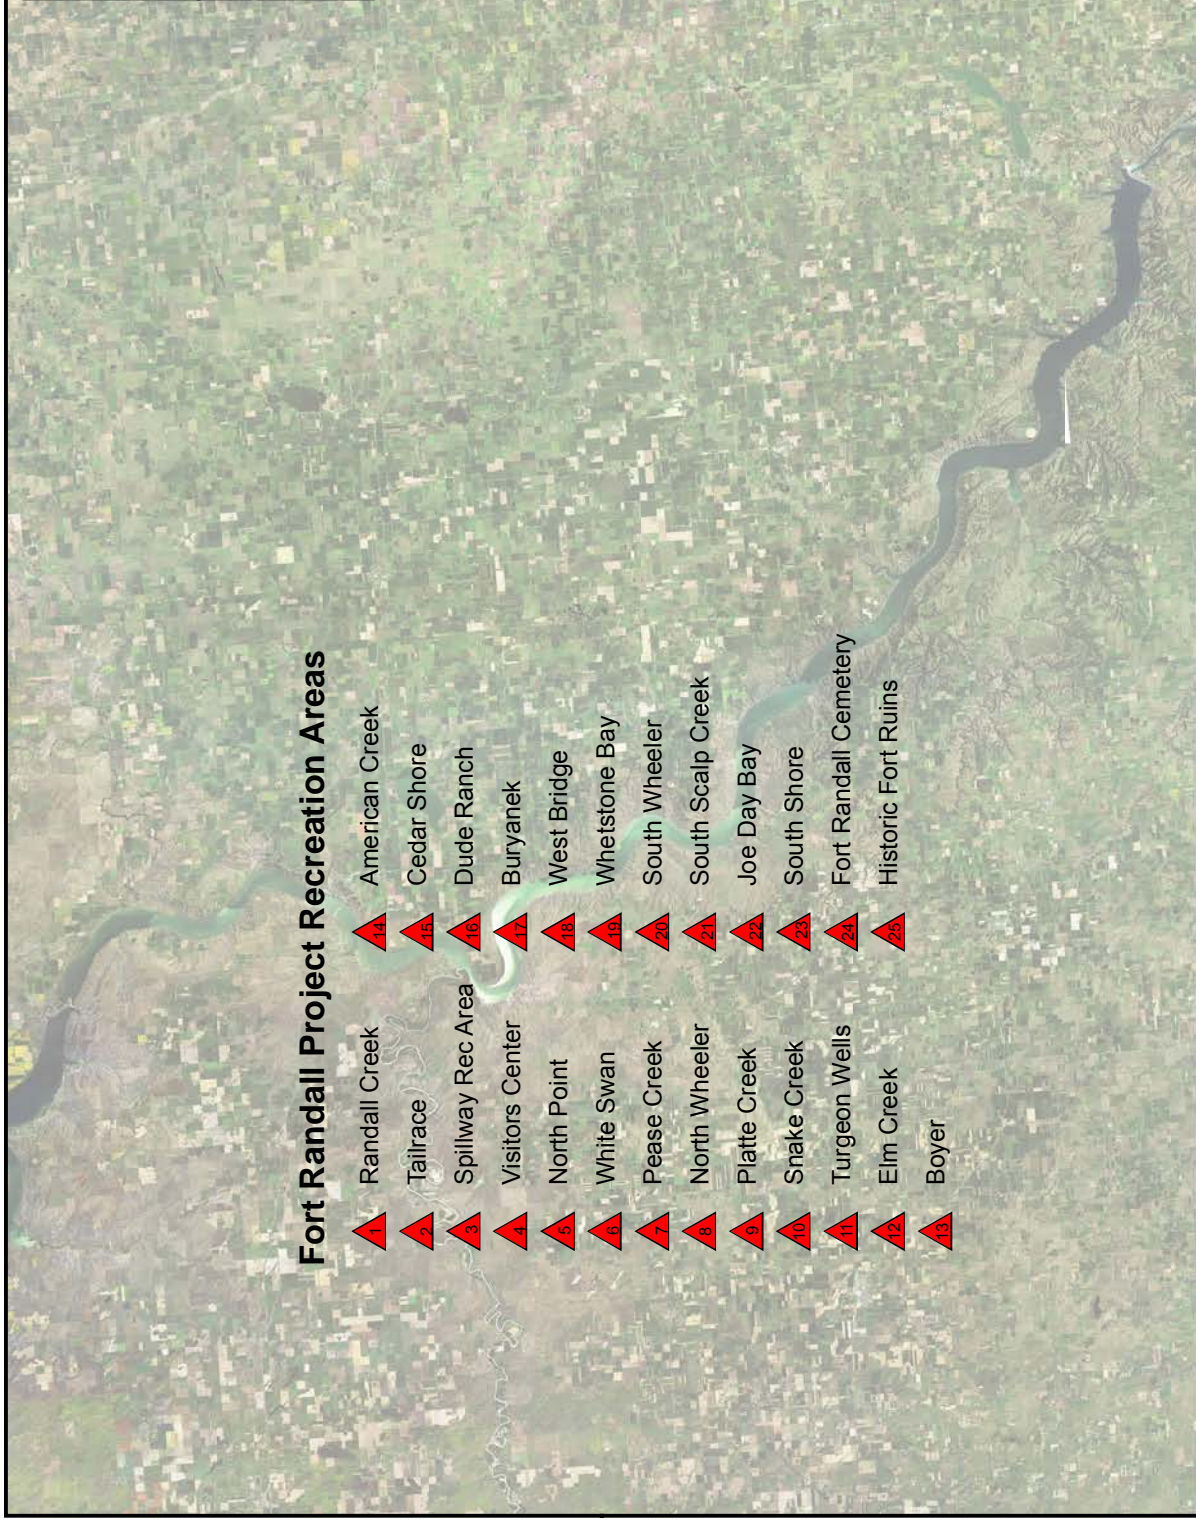 Fort Randall Project Recreation Areas
1 Randall Creek
2 Tailrace
3 Spillway Rec Area
4 Visitors Center
5 North Point
6 White Swan
7 Pease Creek
8 North Wheeler
9 Platte Creek
10 Snake Creek
11 Turgeon Wells
12 Elm Creek
13 Boyer
14 American Creek
15 Cedar Shore
16 Dude Ranch
17 Buryanek
18 West Bridge
19 Whetstone Bay
20 South Wheeler
21 South Scalp Creek
22 Joe Day Bay
23 South Shore
24 Fort Randall Cemetery
25 Historic Fort Ruins